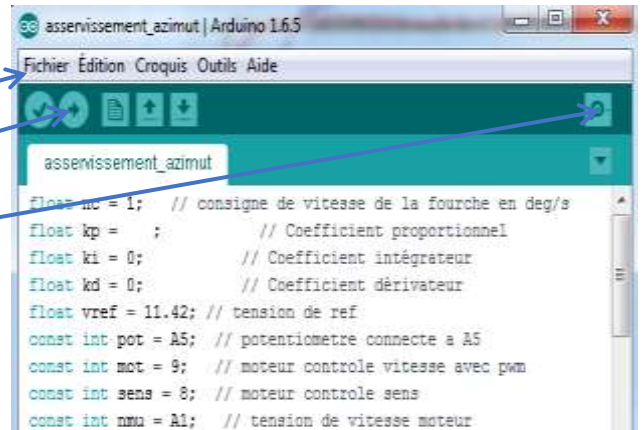 asservissement_azimut | Arduino 1.6.5
Fichier Édition Croquis Outils Aide
asservissement_azimut
float nc = 1; // consigne de vitesse de la fourche en deg/s
float kp = ; // Coefficient proportionnel
float ki = 0; // Coefficient intégrateur
float kd = 0; // Coefficient dérivateur
float vref = 11.42; // tension de ref
const int pot = A5; // potentiometre connecte a A5
const int mot = 9; // moteur controle vitesse avec pwm
const int sens = 8; // moteur controle sens
const int nmu = A1; // tension de vitesse moteur